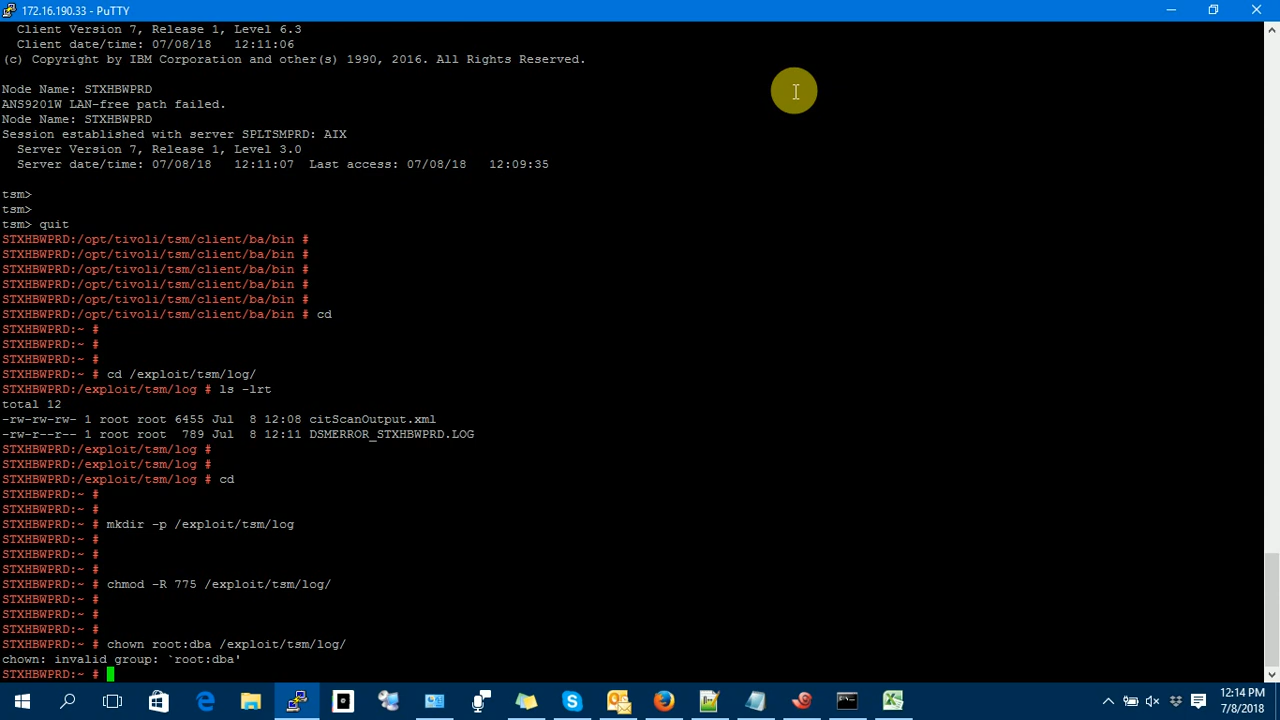 172.16.190.33 - PuTTY
Client Version 7, Release 1, Level 6.3
Client date/time: 07/08/18   12:11:06
(c) Copyright by IBM Corporation and other(s) 1990, 2016. All Rights Reserved.
Node Name: STXHBWPRD
ANS9201W LAN-free path failed.
Node Name: STXHBWPRD
Session established with server SPLTSMPRD: AIX
Server Version 7, Release 1, Level 3.0
Server date/time: 07/08/18   12:11:07  Last access: 07/08/18   12:09:35
tsm>
tsm>
tsm> quit
STXHBWPRD:/opt/tivoli/tsm/client/ba/bin #
STXHBWPRD:/opt/tivoli/tsm/client/ba/bin #
STXHBWPRD:/opt/tivoli/tsm/client/ba/bin #
STXHBWPRD:/opt/tivoli/tsm/client/ba/bin #
STXHBWPRD:/opt/tivoli/tsm/client/ba/bin #
STXHBWPRD:/opt/tivoli/tsm/client/ba/bin # cd
STXHBWPRD:~ #
STXHBWPRD:~ #
STXHBWPRD:~ #
STXHBWPRD:~ # cd /exploit/tsm/log/
STXHBWPRD:/exploit/tsm/log # ls -lrt
total 12
-rw-rw-rw- 1 root root 6455 Jul  8 12:08 citScanOutput.xml
-rw-r--r-- 1 root root  789 Jul  8 12:11 DSMERROR_STXHBWPRD.LOG
STXHBWPRD:/exploit/tsm/log #
STXHBWPRD:/exploit/tsm/log #
STXHBWPRD:/exploit/tsm/log # cd
STXHBWPRD:~ #
STXHBWPRD:~ #
STXHBWPRD:~ # mkdir -p /exploit/tsm/log
STXHBWPRD:~ #
STXHBWPRD:~ #
STXHBWPRD:~ #
STXHBWPRD:~ # chmod -R 775 /exploit/tsm/log/
STXHBWPRD:~ #
STXHBWPRD:~ #
STXHBWPRD:~ #
STXHBWPRD:~ # chown root:dba /exploit/tsm/log/
chown: invalid group: `root:dba'
STXHBWPRD:~ #
12:14 PM
7/8/2018